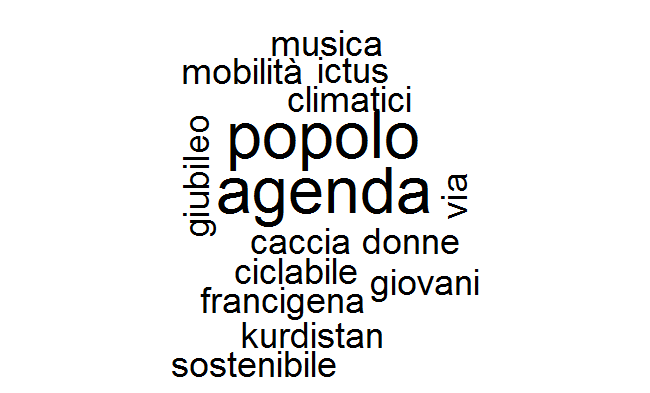 musica
mobilità ictus
climatici
popolo
giubileo
agenda
via
caccia donne
ciclabile
giovani
francigena
kurdistan
sostenibile